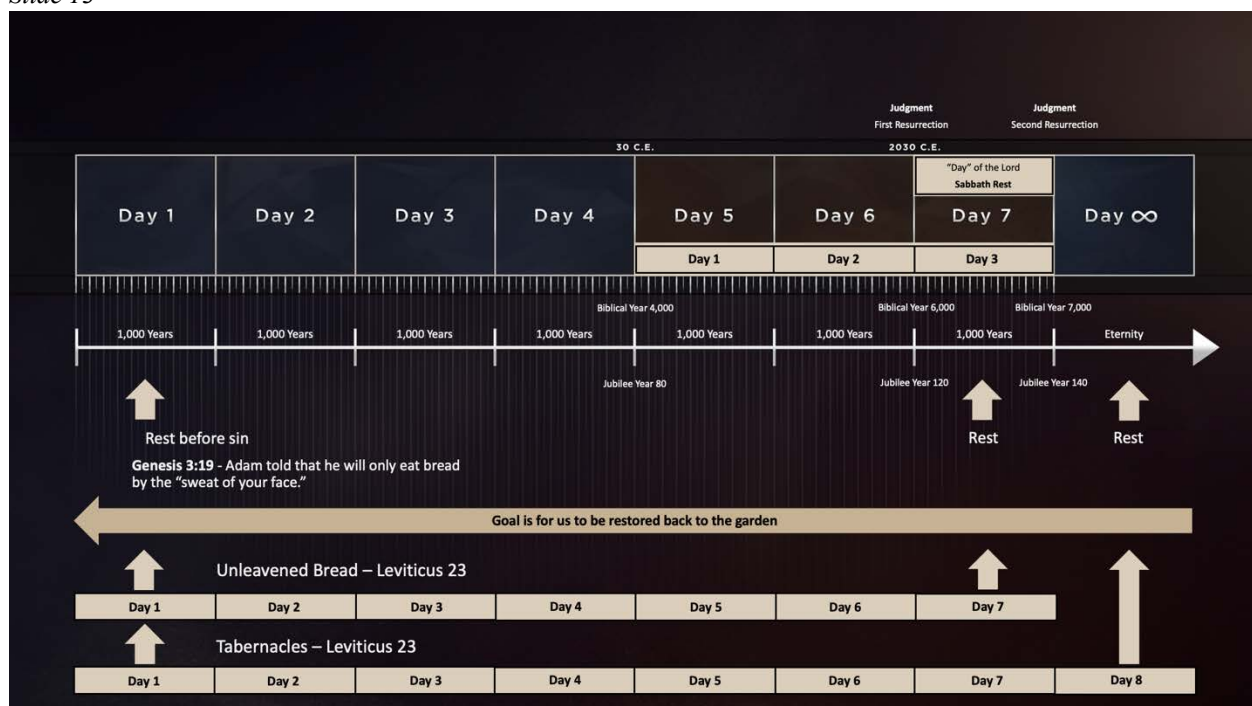 Slide 13
Judgment
First Resurrection
Judgment
Second Resurrection
30 C.E.
2030 C.E.
"Day" of the Lord
Sabbath Rest
Day 1
Day 2
Day 3
Day 4
Day 5
Day 6
Day 7
Day ∞
Day 1
Day 2
Day 3
Biblical Year 4,000
Biblical Year 6,000
Biblical Year 7,000
1,000 Years
1,000 Years
1,000 Years
1,000 Years
1,000 Years
1,000 Years
1,000 Years
Eternity
Jubilee Year 80
Jubilee Year 120
Jubilee Year 140
Rest before sin
Rest
Rest
Genesis 3:19 - Adam told that he will only eat bread
by the “sweat of your face.”
Goal is for us to be restored back to the garden
Unleavened Bread – Leviticus 23
Day 1
Day 2
Day 3
Day 4
Day 5
Day 6
Day 7
Tabernacles – Leviticus 23
Day 1
Day 2
Day 3
Day 4
Day 5
Day 6
Day 7
Day 8